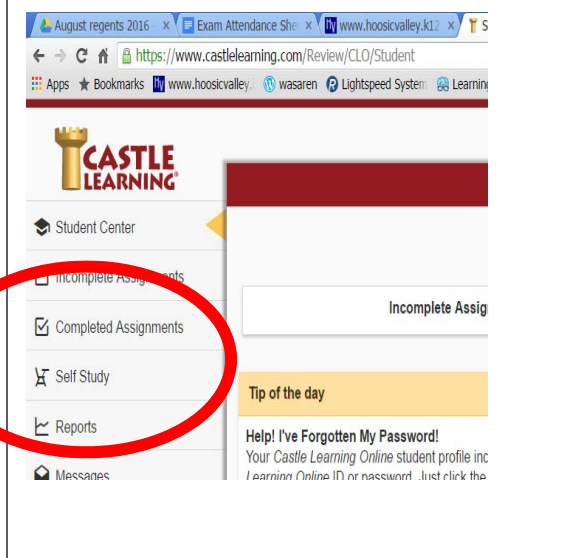 August regents 2016 Exam Attendance She www.hoosicvalley.k12
https://www.castlelearning.com/Review/CLO/Student
Apps Bookmarks www.hoosicvalley. wasaren Lightspeed System Learning
CASTLE
LEARNING
Student Center
Incomplete Assignments
Completed Assignments
Incomplete Assig
Self Study
Tip of the day
Reports
Help! I've Forgotten My Password!
Your Castle Learning Online student profile inc
Messages
Learning Online ID or password. Just click the